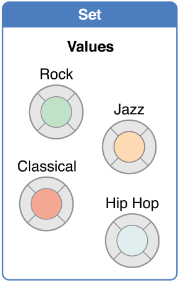 Set
Values
Rock
Jazz
Classical
Hip Hop